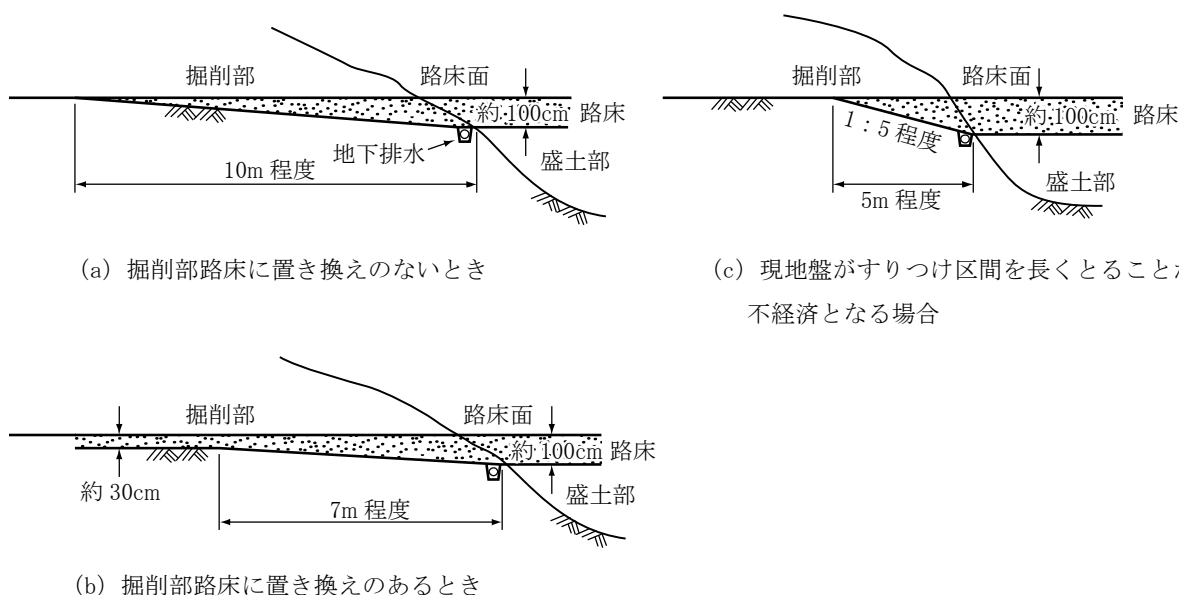 掘削部
路床面
約100cm
路床
地下排水
10m 程度
盛土部
(a) 掘削部路床に置き換えのないとき
掘削部
路床面
約100cm
路床
1：5 程度
5m 程度
盛土部
(c) 現地盤がすりつけ区間を長くとることが
不経済となる場合
掘削部
路床面
約100cm
路床
約 30cm
7m 程度
盛土部
(b) 掘削部路床に置き換えのあるとき